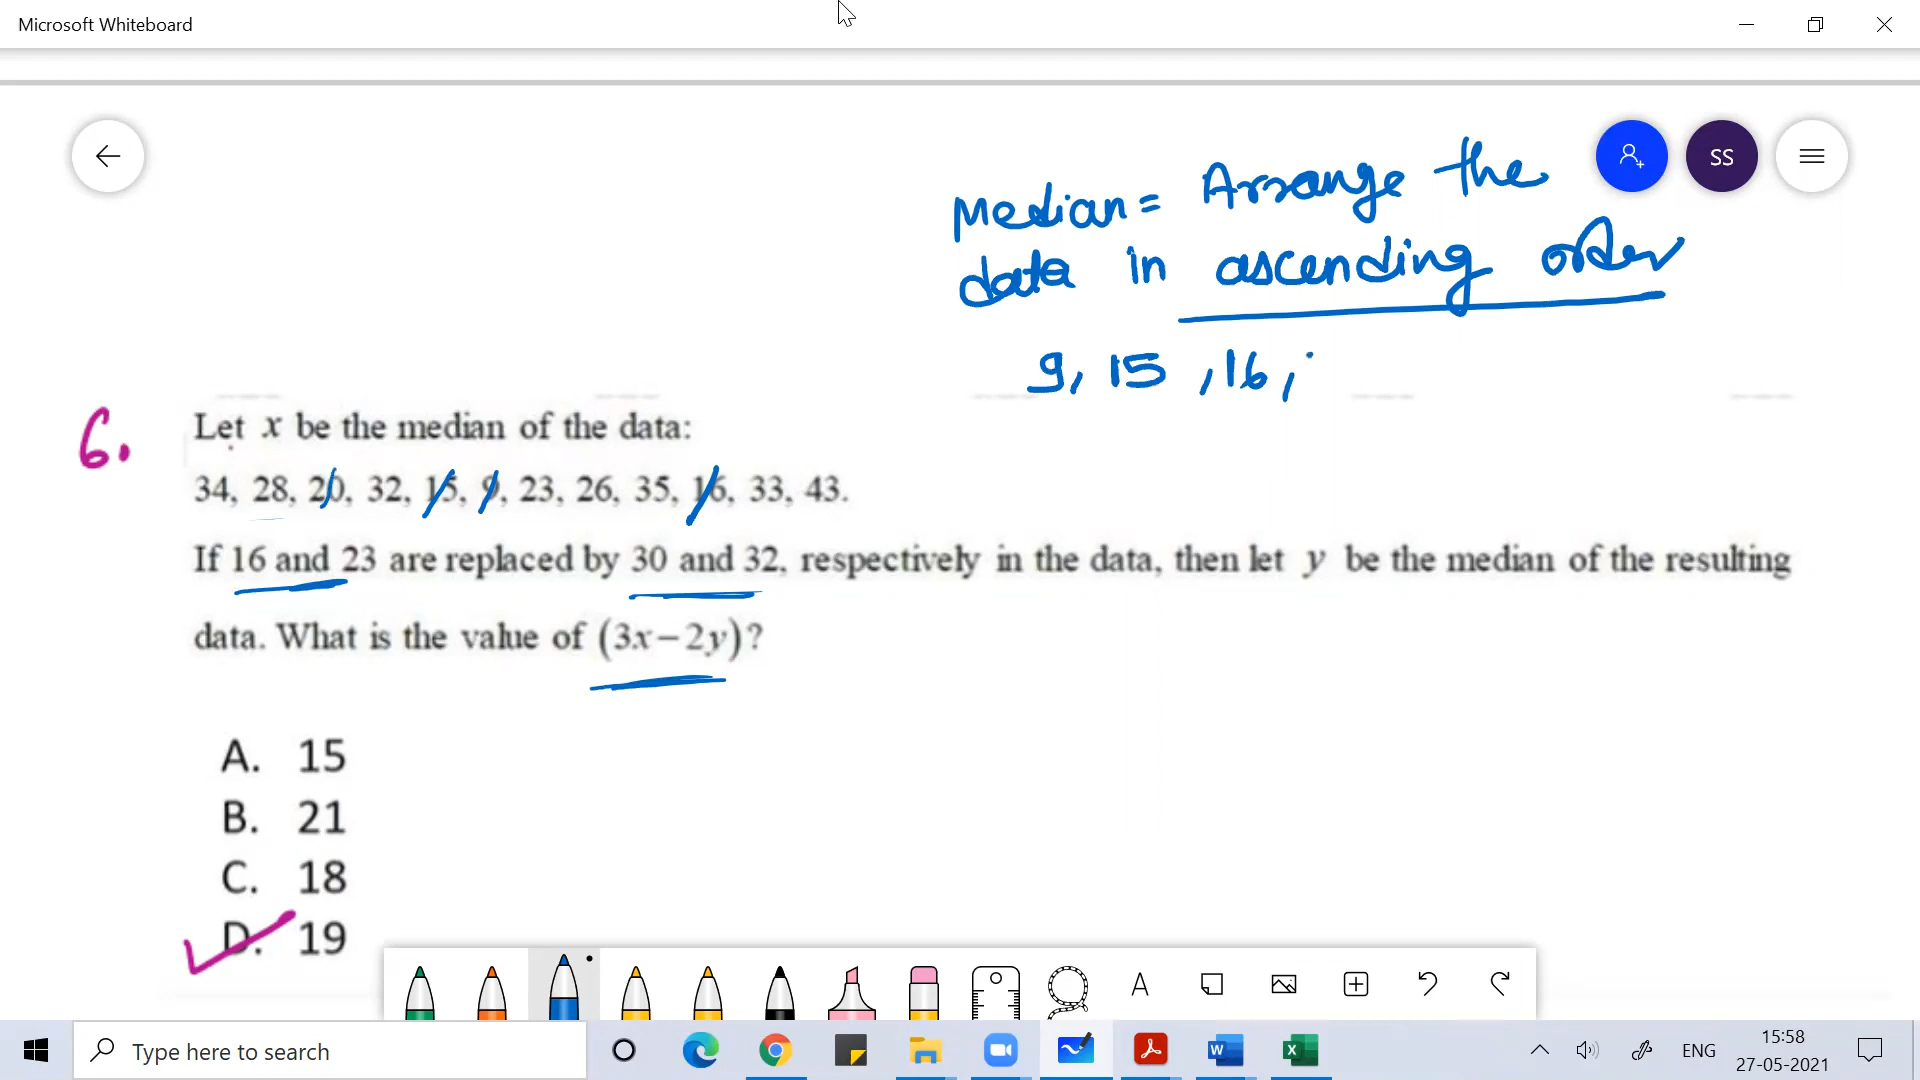 Microsoft Whiteboard
SS
Median = Arrange the
data in ascending order
9, 15 , 16 ,
6.
Let x be the median of the data:
34, 28, 20, 32, 15, 9, 23, 26, 35, 16, 33, 43.
If 16 and 23 are replaced by 30 and 32, respectively in the data, then let y be the median of the resulting
data. What is the value of (3x−2y)?
A. 15
B. 21
C. 18
D. 19
A
Type here to search
ENG
15:58
27-05-2021